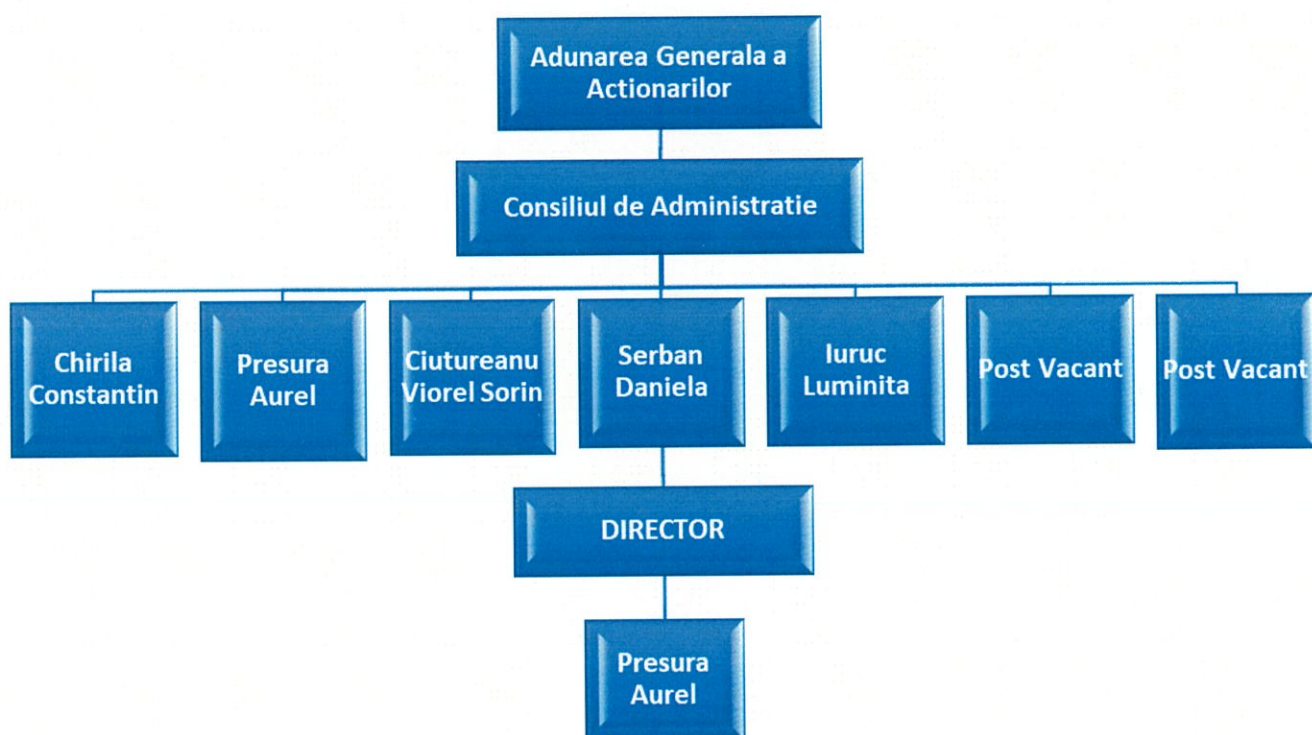 Adunarea Generala a
Actionarilor
Consiliul de Administratie
Chirila
Constantin
Presura
Aurel
Ciutureanu
Viorel Sorin
Serban
Daniela
Iuruc
Luminita
Post Vacant
Post Vacant
DIRECTOR
Presura
Aurel